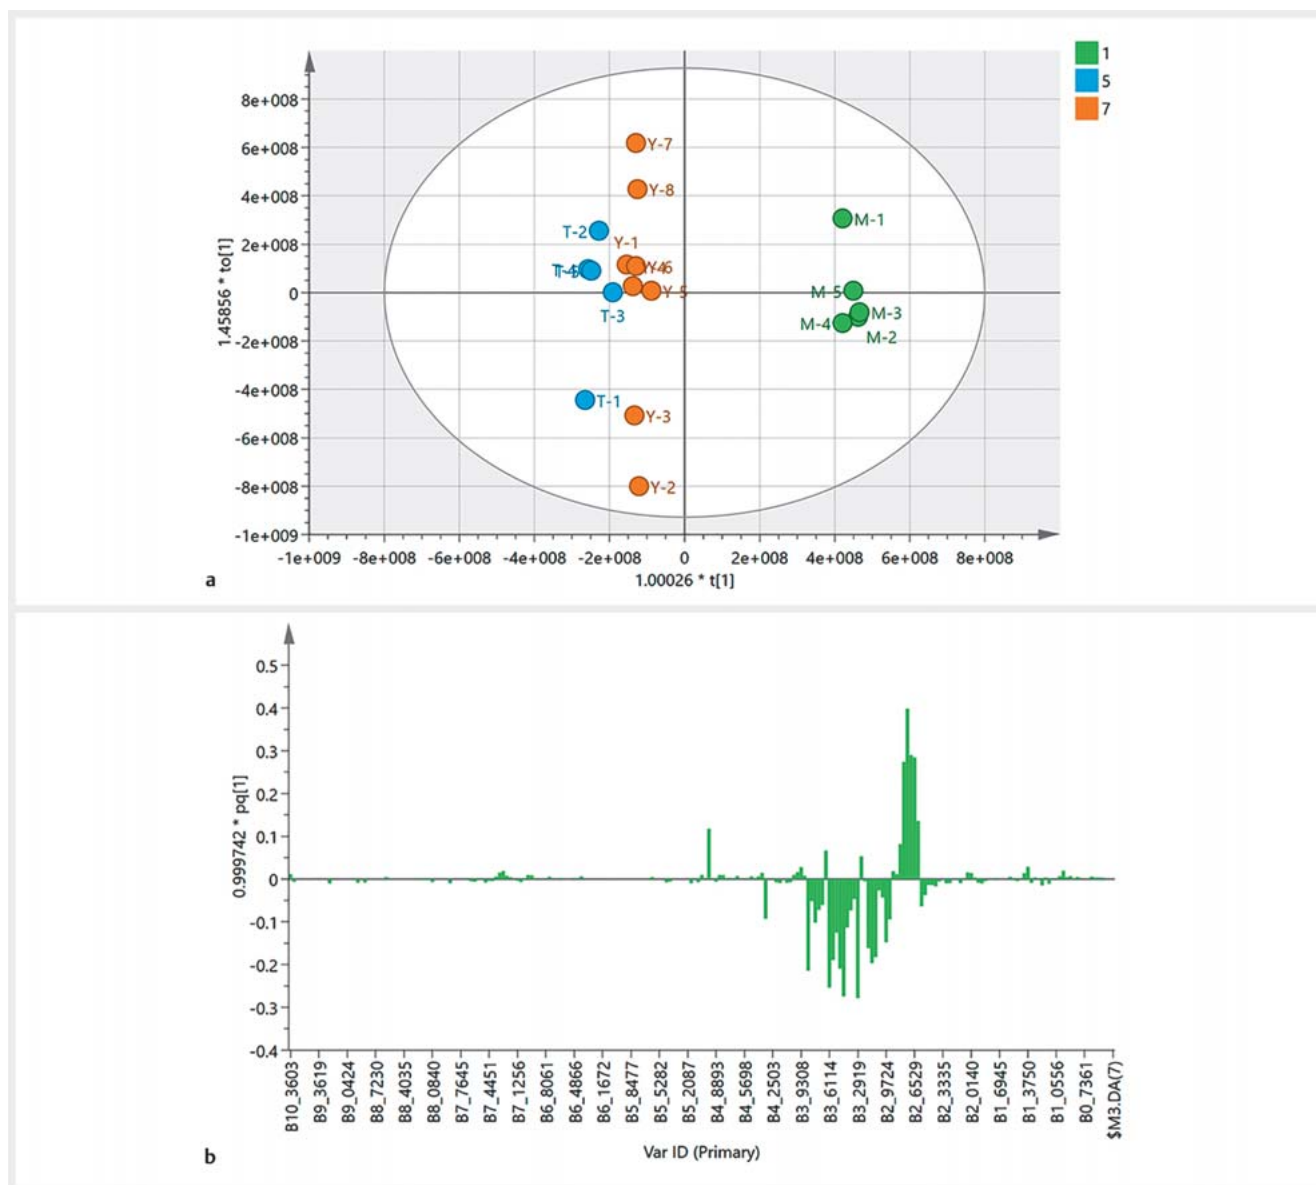 1
5
7
8e+008
6e+008
4e+008
2e+008
0
-2e+008
-4e+008
-6e+008
-8e+008
-1e+009
1.45856 * to[1]
Y-7
Y-8
M-1
T-2
Y-1
Y-6
Y-5
M-5
T-3
M-3
M-4
M-2
T-1
Y-3
Y-2
-1e+009 -8e+008 -6e+008 -4e+008 -2e+008 0 2e+008 4e+008 6e+008 8e+008
1.00026 * t[1]
a
0.5
0.4
0.3
0.2
0.1
0
-0.1
-0.2
-0.3
-0.4
0.999742 * pq[1]
B10_3603
B9_3619
B9_0424
B8_7230
B8_4035
B8_0840
B7_7645
B7_4451
B7_1256
B6_8061
B6_4866
B6_1672
B5_8477
B5_5282
B5_2087
B4_8893
B4_5698
B4_2503
B3_9308
B3_6114
B3_2919
B2_9724
B2_6529
B2_3335
B2_0140
B1_6945
B1_3750
B1_0556
B0_7361
$M3.DA(7)
Var ID (Primary)
b